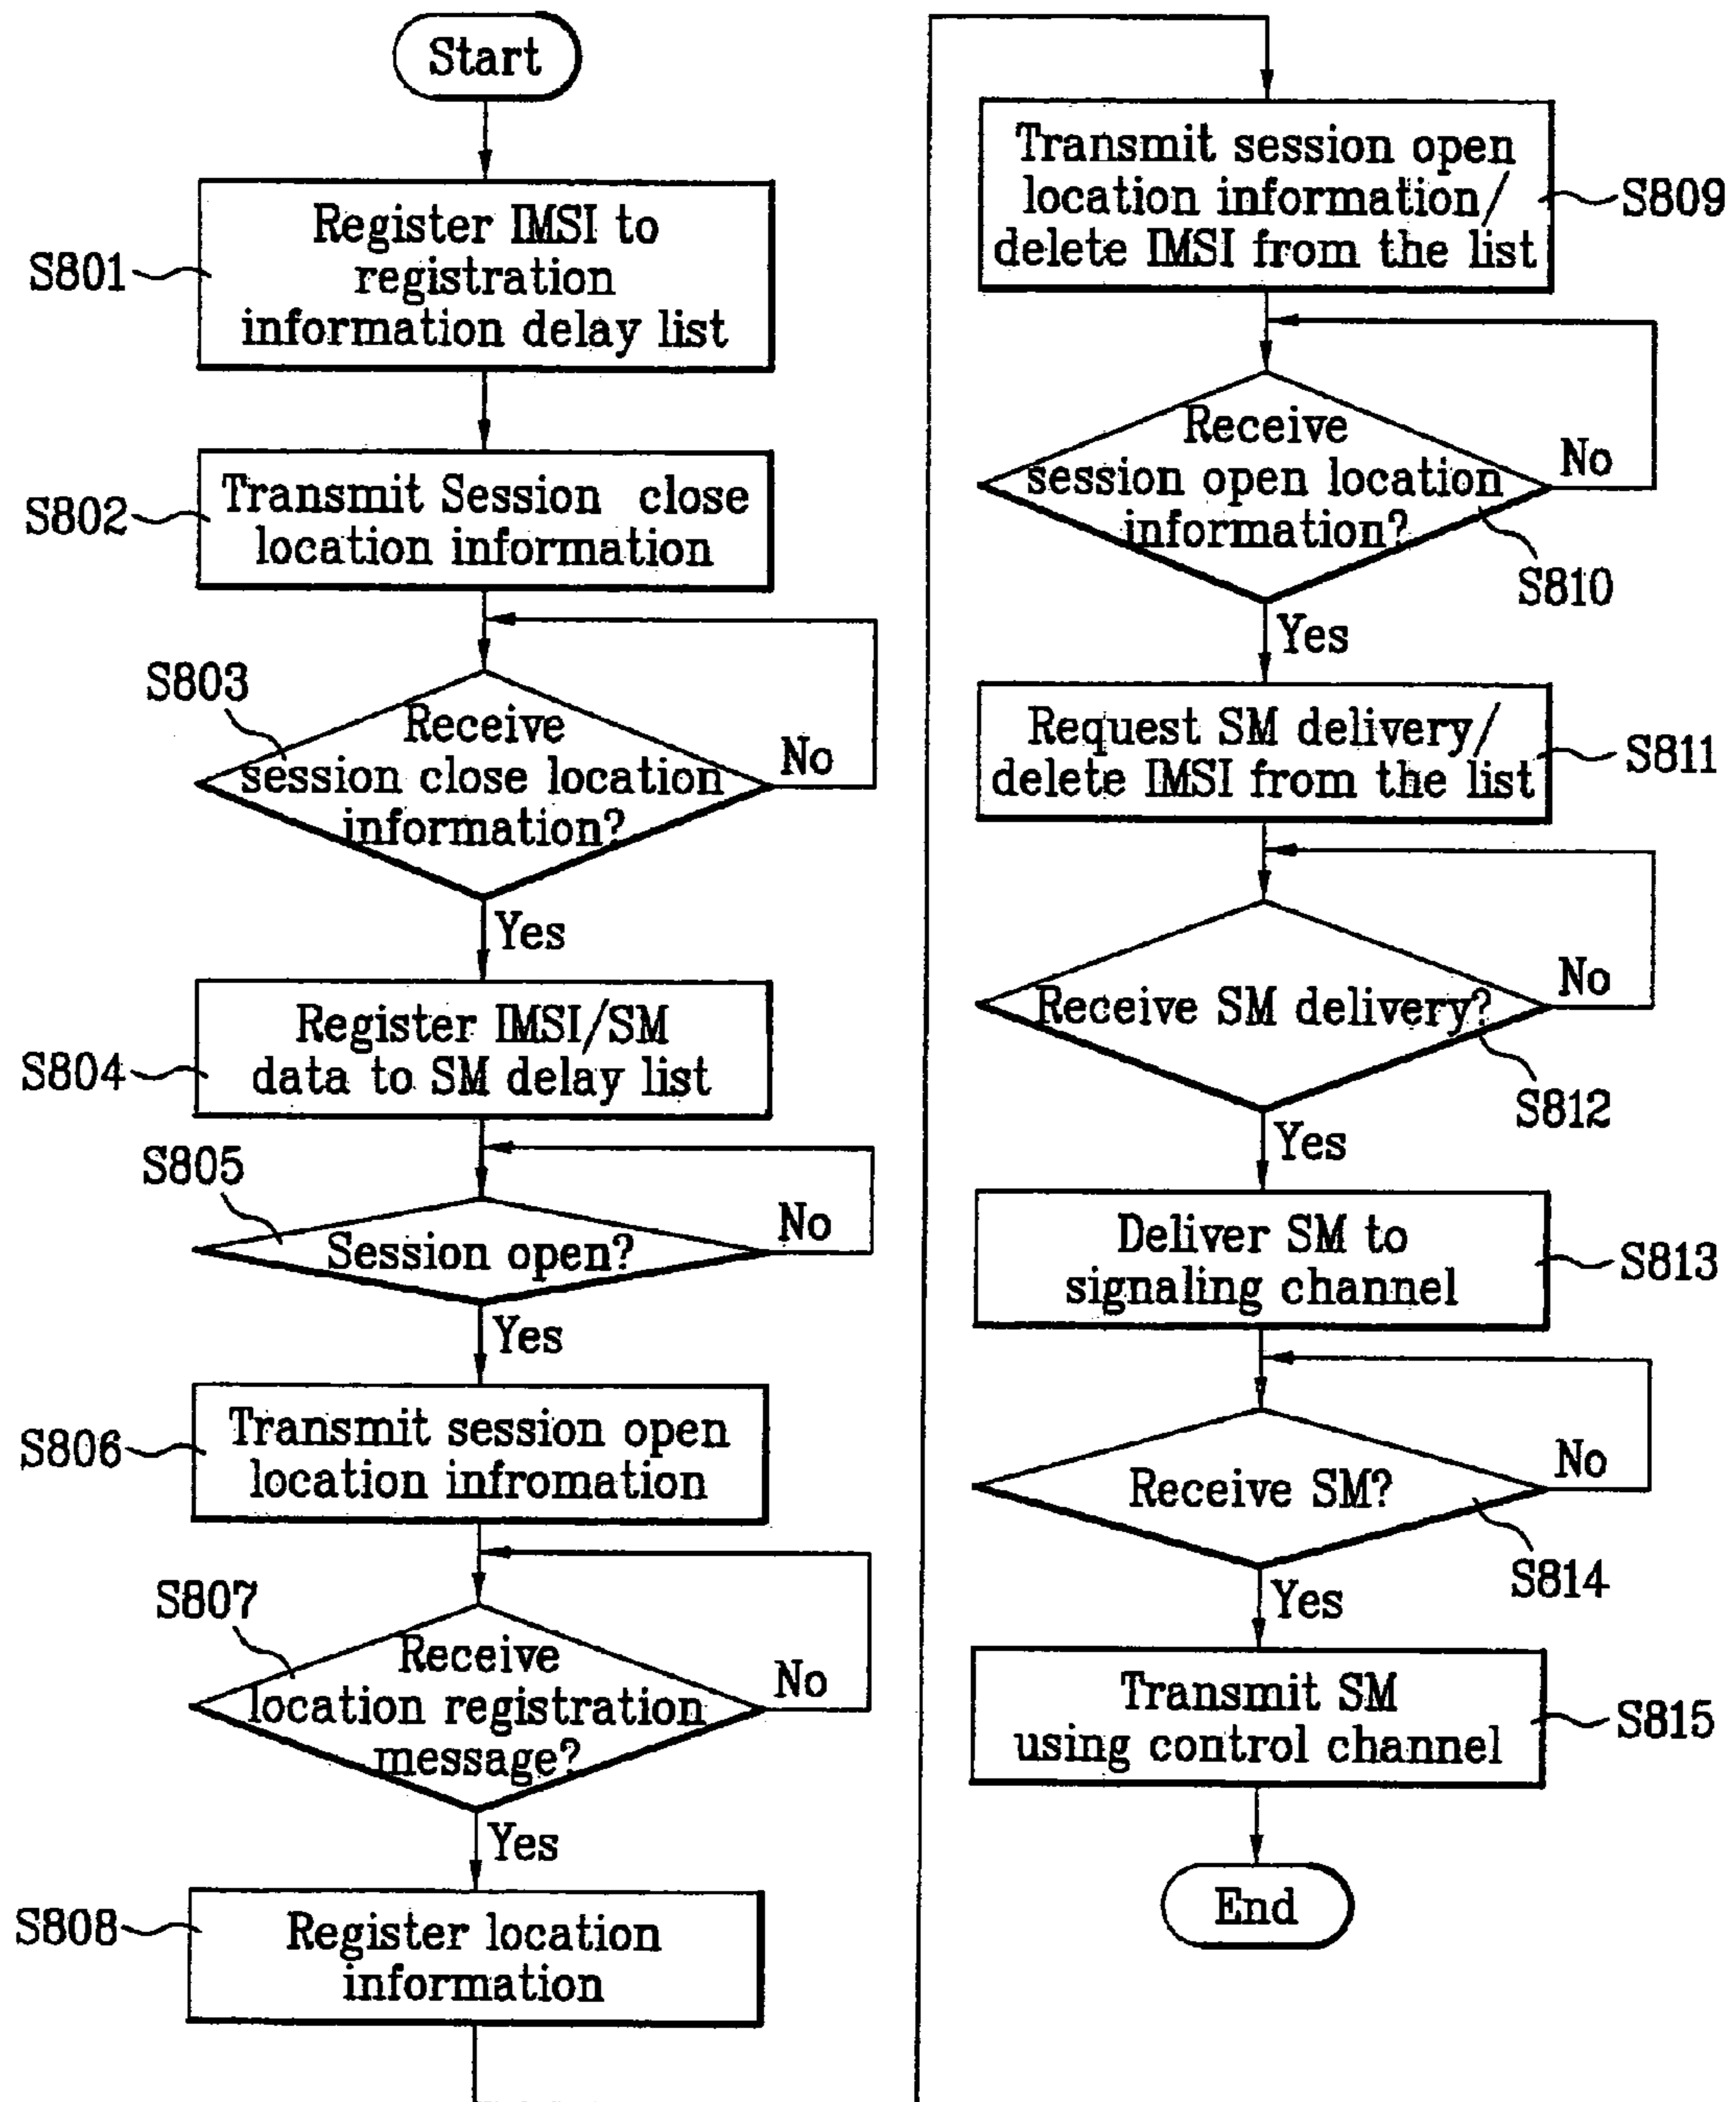 Start
S801
Register IMSI to
registration
information delay list
S802
Transmit Session close
location information
S803
Receive
session close location
information?
No
Yes
S804
Register IMSI/SM
data to SM delay list
S805
Session open?
No
Yes
S806
Transmit session open
location infromation
S807
Receive
location registration
message?
No
Yes
S808
Register location
information
Transmit session open
location information/
delete IMSI from the list
S809
Receive
session open location
information?
No
S810
Yes
Request SM delivery/
delete IMSI from the list
S811
Receive SM delivery?
No
S812
Yes
Deliver SM to
signaling channel
S813
Receive SM?
No
S814
Yes
Transmit SM
using control channel
S815
End